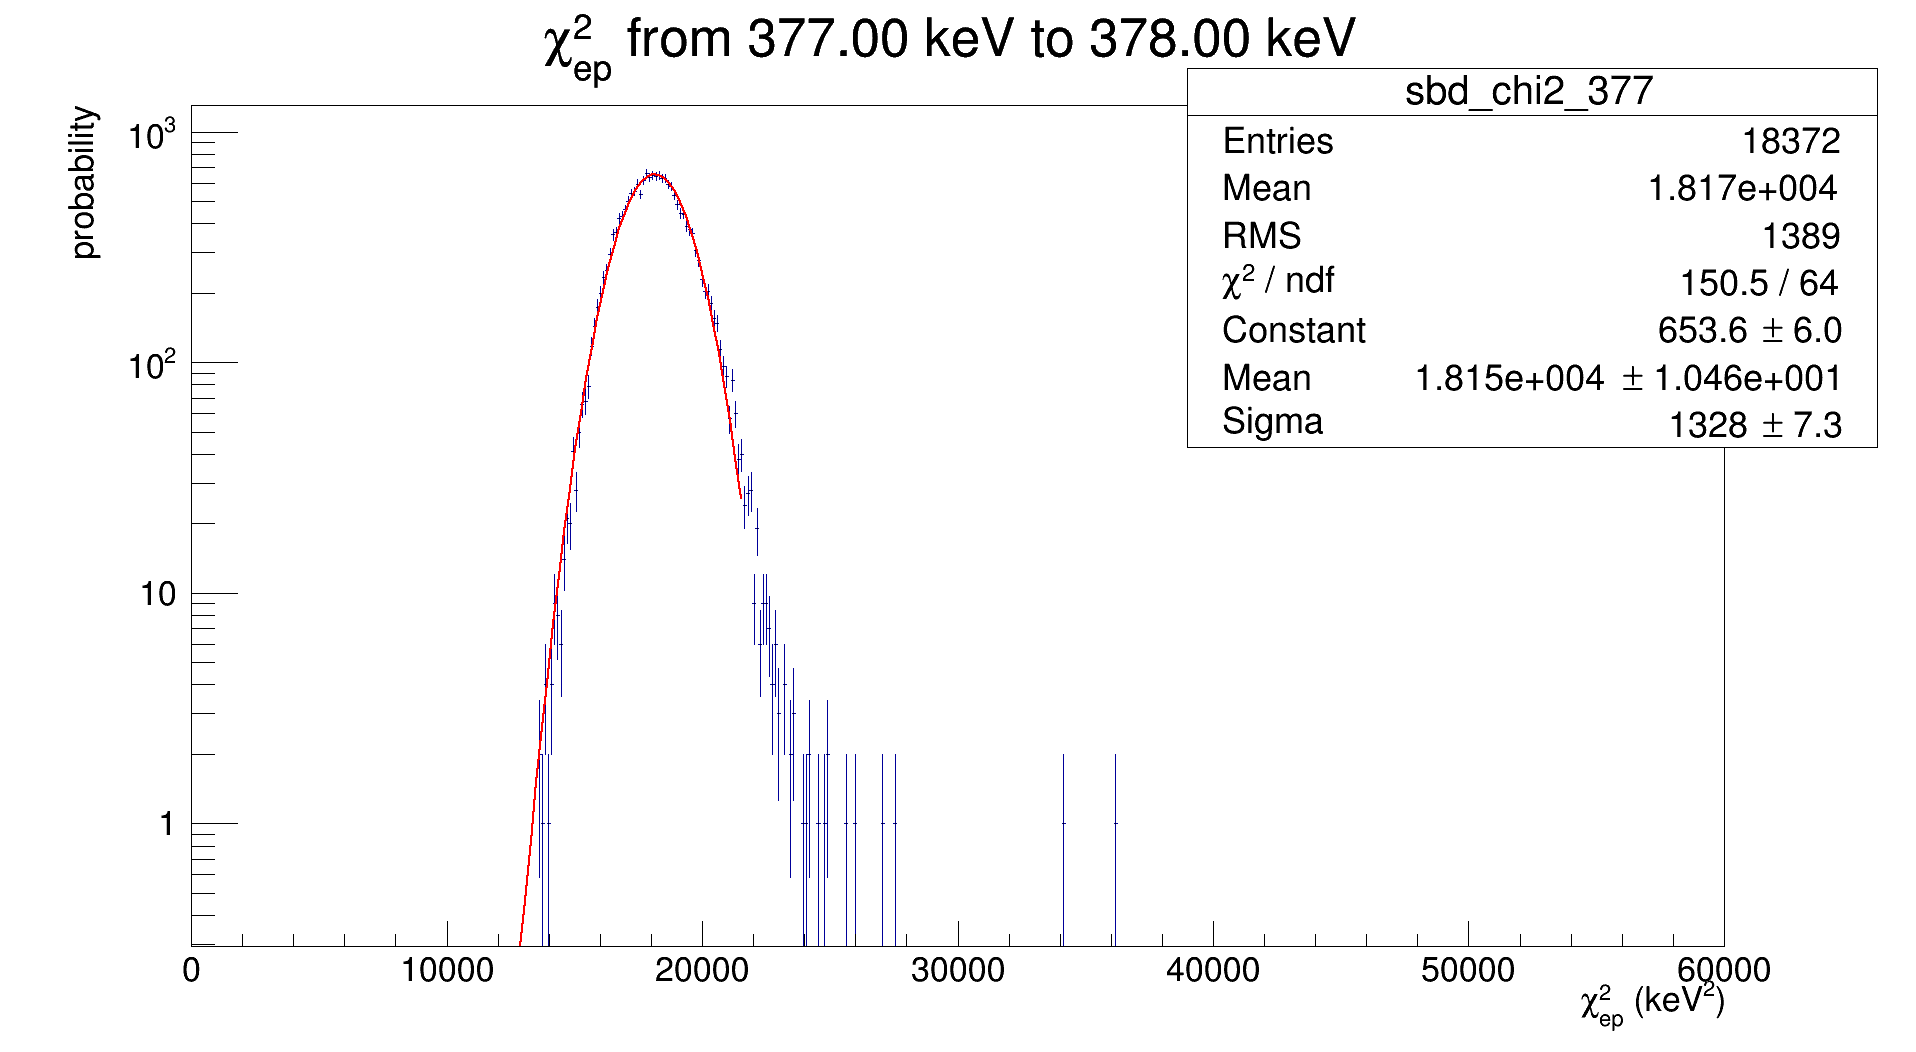 χ²ep from 377.00 keV to 378.00 keV
sbd_chi2_377
Entries 18372
Mean 1.817e+004
RMS 1389
χ² / ndf 150.5 / 64
Constant 653.6 ± 6.0
Mean 1.815e+004 ± 1.046e+001
Sigma 1328 ± 7.3
probability
10³
10²
10
1
0 10000 20000 30000 40000 50000 60000
χ²ep (keV²)